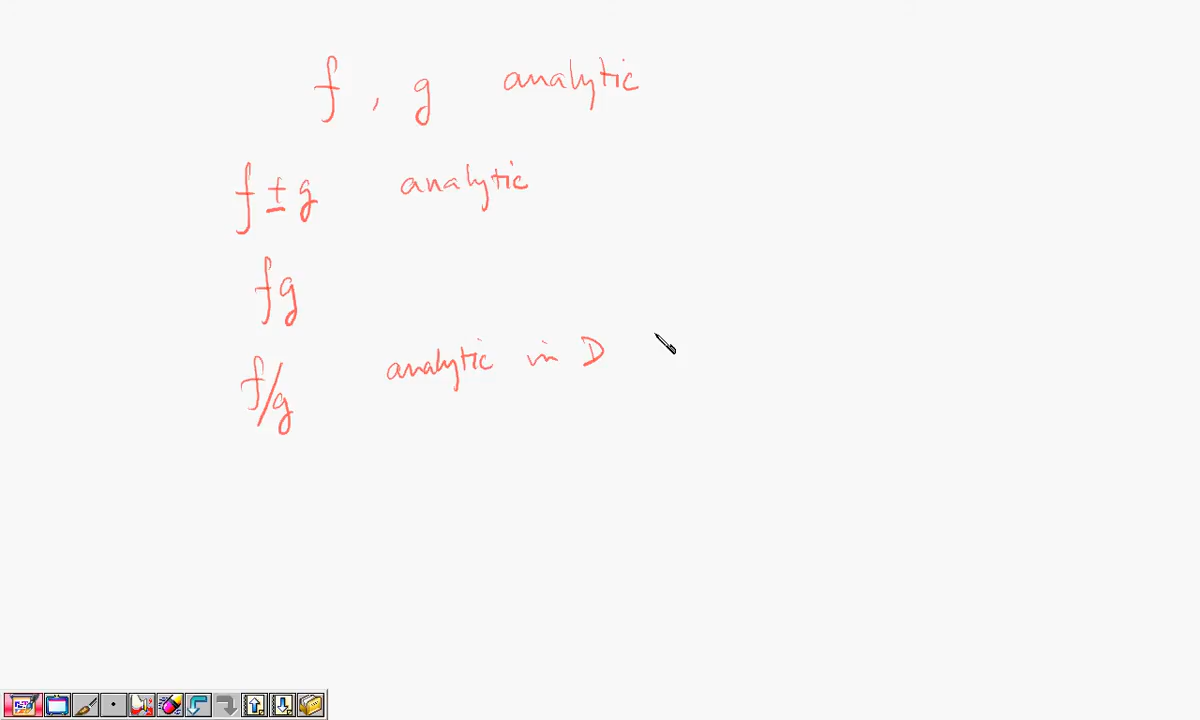 f , g analytic
f ± g analytic
fg
f/g analytic in D